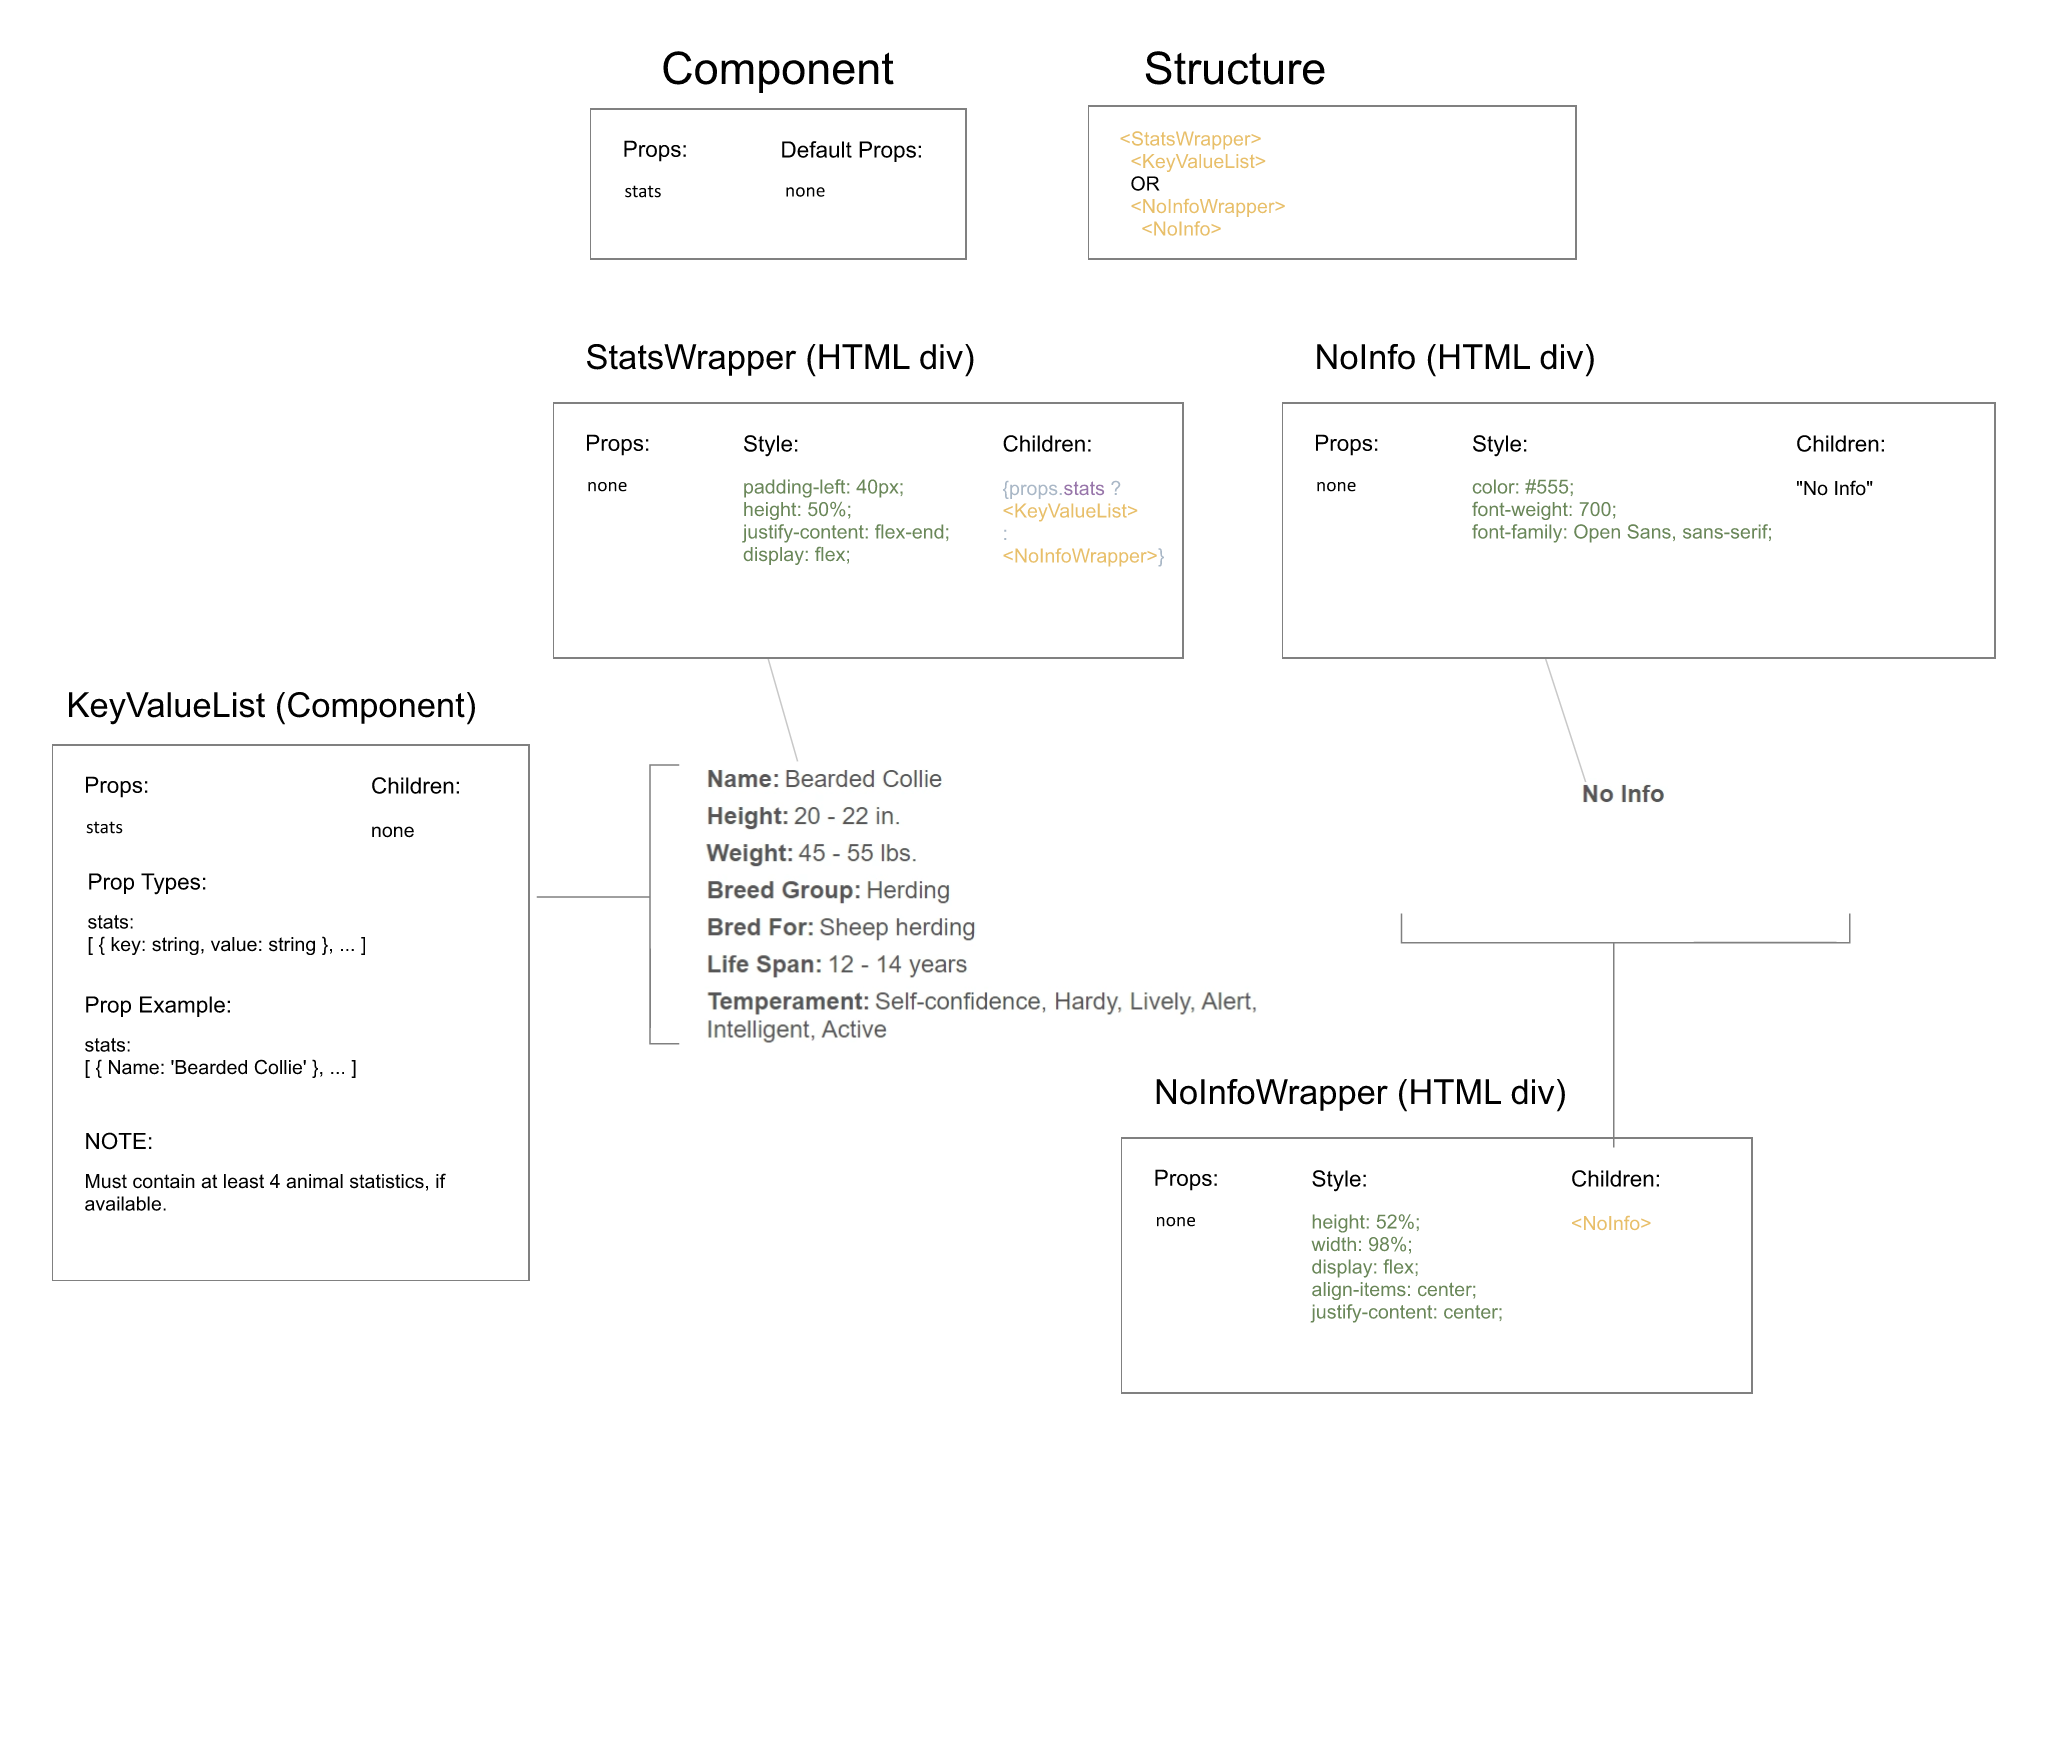 Component
Props:
Default Props:
stats
none
Structure
<StatsWrapper>
<KeyValueList>
OR
<NoInfoWrapper>
<NoInfo>
StatsWrapper (HTML div)
Props:
none
Style:
padding-left: 40px;
height: 50%;
justify-content: flex-end;
display: flex;
Children:
{props.stats ?
<KeyValueList>
:
<NoInfoWrapper>}
NoInfo (HTML div)
Props:
none
Style:
color: #555;
font-weight: 700;
font-family: Open Sans, sans-serif;
Children:
"No Info"
KeyValueList (Component)
Props:
stats
Children:
none
Prop Types:
stats:
[ { key: string, value: string }, ... ]
Prop Example:
stats:
[ { Name: 'Bearded Collie' }, ... ]
NOTE:
Must contain at least 4 animal statistics, if
available.
Name: Bearded Collie
Height: 20 - 22 in.
Weight: 45 - 55 lbs.
Breed Group: Herding
Bred For: Sheep herding
Life Span: 12 - 14 years
Temperament: Self-confidence, Hardy, Lively, Alert,
Intelligent, Active
No Info
NoInfoWrapper (HTML div)
Props:
none
Style:
height: 52%;
width: 98%;
display: flex;
align-items: center;
justify-content: center;
Children:
<NoInfo>